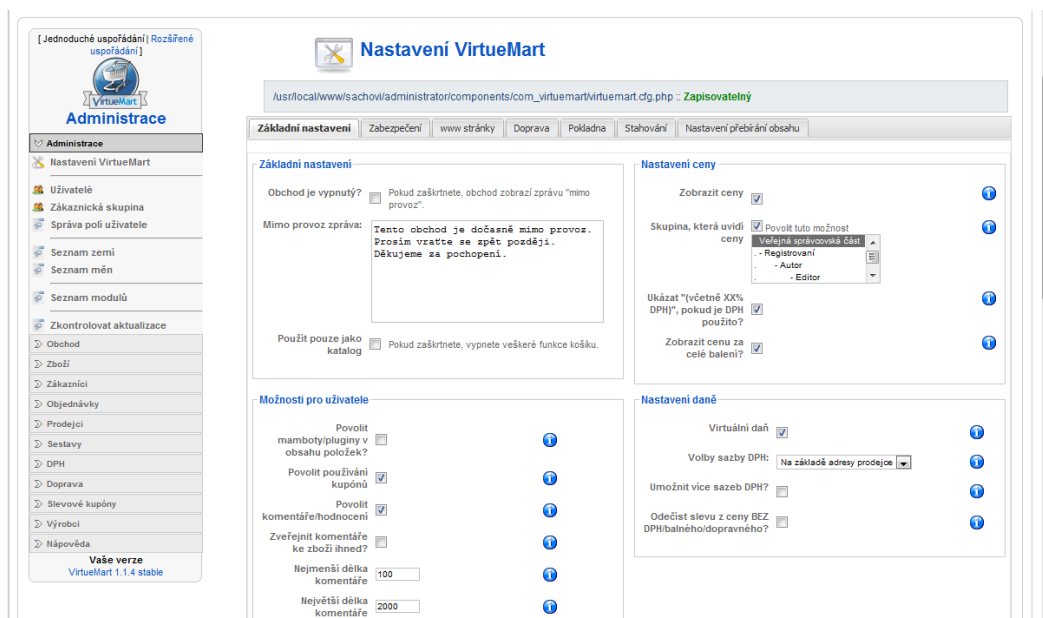 [ Jednoduché uspořádání | Rozšířené
uspořádání ]
VirtueMart
Administrace
Administrace
Nastavení VirtueMart
Uživatelé
Zákaznická skupina
Správa polí uživatele
Seznam zemí
Seznam měn
Seznam modulů
Zkontrolovat aktualizace
Obchod
Zboží
Zákazníci
Objednávky
Prodejci
Sestavy
DPH
Doprava
Slevové kupóny
Výrobci
Nápověda
Vaše verze
VirtueMart 1.1.4 stable
Nastavení VirtueMart
/usr/local/www/sachovi/administrator/components/com_virtuemart/virtuemart.cfg.php :: Zapisovatelný
Základní nastavení
Zabezpečení
www stránky
Doprava
Pokladna
Stahování
Nastavení přebírání obsahu
Základní nastavení
Obchod je vypnutý?
Pokud zaškrtnete, obchod zobrazí zprávu "mimo
provoz".
Mimo provoz zpráva:
Tento obchod je dočasně mimo provoz.
Prosím vraťte se zpět později.
Děkujeme za pochopení.
Použít pouze jako
katalog
Pokud zaškrtnete, vypnete veškeré funkce košíku.
Možnosti pro uživatele
Povolit
mamboty/pluginy v
obsahu položek?
Povolit používání
kupónů
Povolit
komentáře/hodnocení
Zveřejnit komentáře
ke zboží ihned?
Nejmenší délka
komentáře
100
Největší délka
komentáře
2000
Nastavení ceny
Zobrazit ceny
Skupina, která uvidí
ceny
Povolit tuto možnost
Veřejná správcovská část
. - Registrovaní
. - Autor
. - Editor
Ukázat "(včetně XX%
DPH)", pokud je DPH
použito?
Zobrazit cenu za
celé balení?
Nastavení daně
Virtuální daň
Volby sazby DPH:
Na základě adresy prodejce
Umožnit více sazeb DPH?
Odečíst slevu z ceny BEZ
DPH/balného/dopravného?